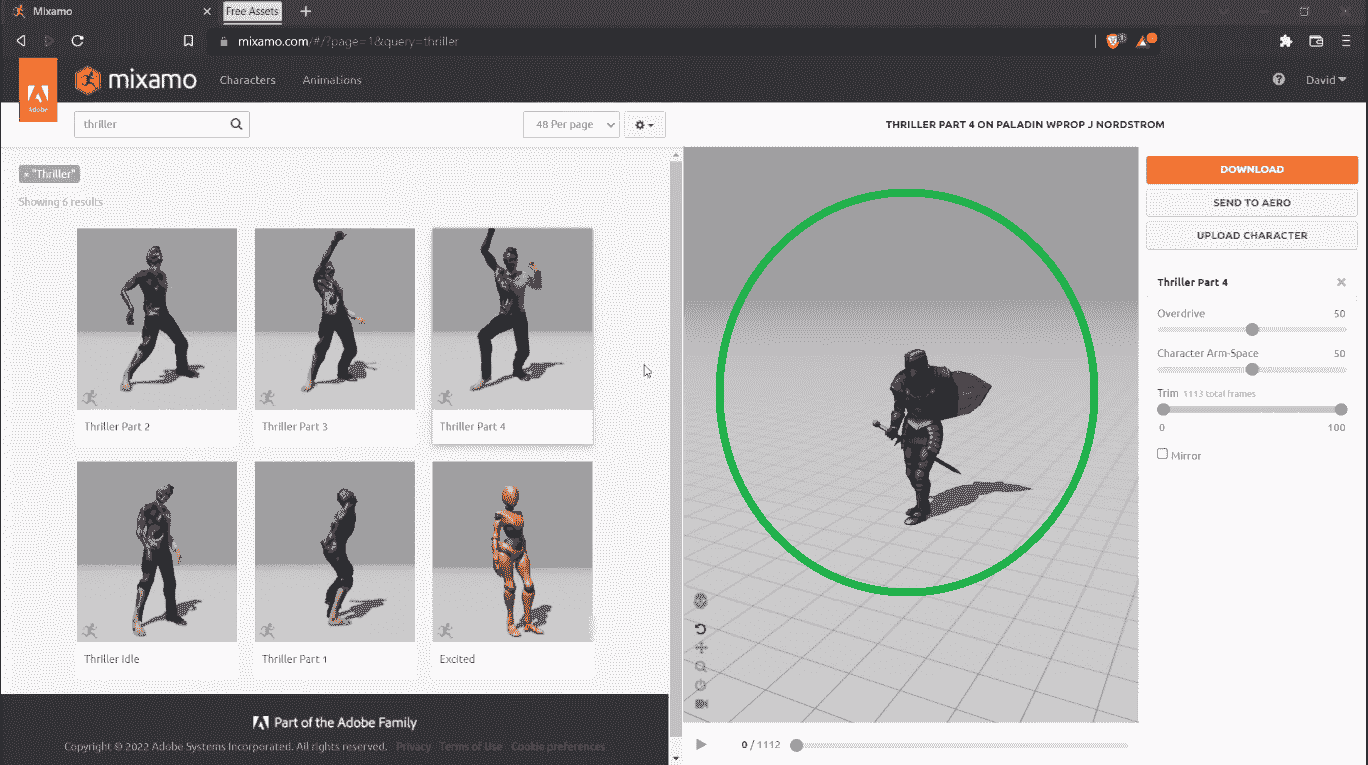 Mixamo
Free Assets
mixamo.com/#/?page=1&query=thriller
Adobe
mixamo
Characters
Animations
David
thriller
48 Per page
THRILLER PART 4 ON PALADIN WPROP J NORDSTROM
× "Thriller"
Showing 6 results
Thriller Part 2
Thriller Part 3
Thriller Part 4
Thriller Idle
Thriller Part 1
Excited
DOWNLOAD
SEND TO AERO
UPLOAD CHARACTER
Thriller Part 4
Overdrive 50
Character Arm-Space 50
Trim 1113 total frames
0 100
Mirror
0 / 1112
Part of the Adobe Family
Copyright © 2022 Adobe Systems Incorporated. All rights reserved. Privacy Terms of Use Cookie preferences